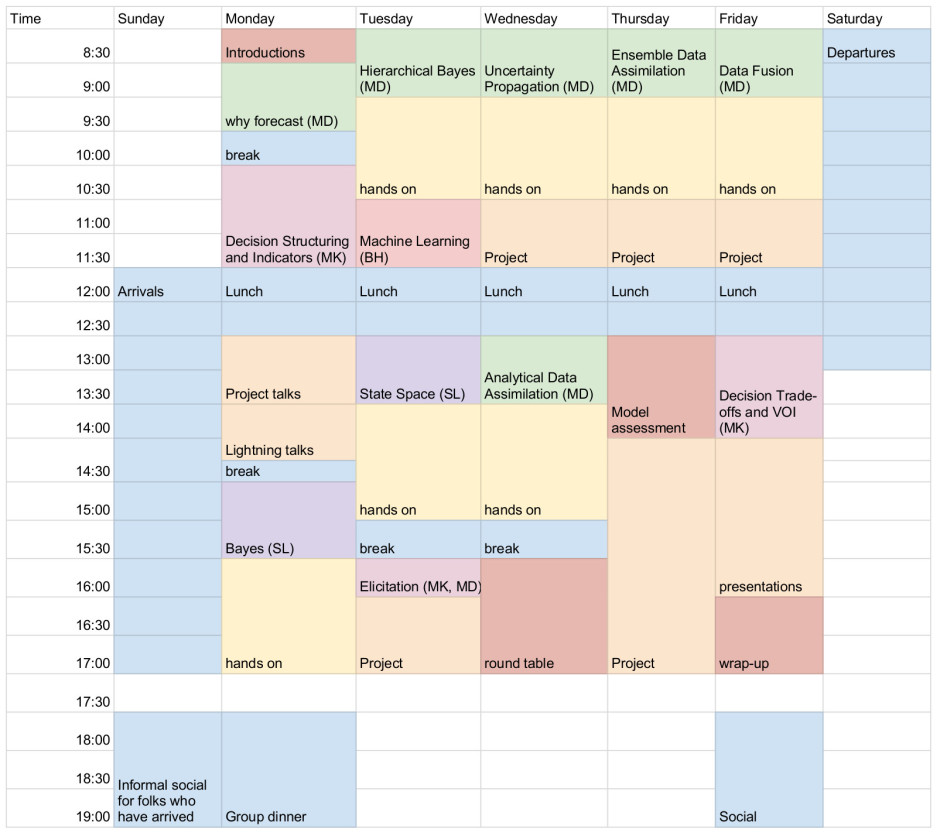 Time Sunday Monday Tuesday Wednesday Thursday Friday Saturday
8:30 Introductions Departures
Hierarchical Bayes (MD)
Uncertainty Propagation (MD)
Ensemble Data Assimilation (MD)
Data Fusion (MD)
9:00
9:30 why forecast (MD)
10:00 break
10:30 hands on hands on hands on hands on
11:00
Decision Structuring and Indicators (MK)
Machine Learning (BH)
11:30 Project Project Project
12:00 Arrivals Lunch Lunch Lunch Lunch Lunch
12:30
13:00
13:30 Project talks State Space (SL)
Analytical Data Assimilation (MD)
14:00
Model assessment
Decision Trade-offs and VOI (MK)
Lightning talks
14:30 break
15:00 hands on hands on
15:30 Bayes (SL) break break
16:00 Elicitation (MK, MD) presentations
16:30
17:00 hands on Project round table Project wrap-up
17:30
18:00
18:30
Informal social for folks who have arrived
19:00 Group dinner Social